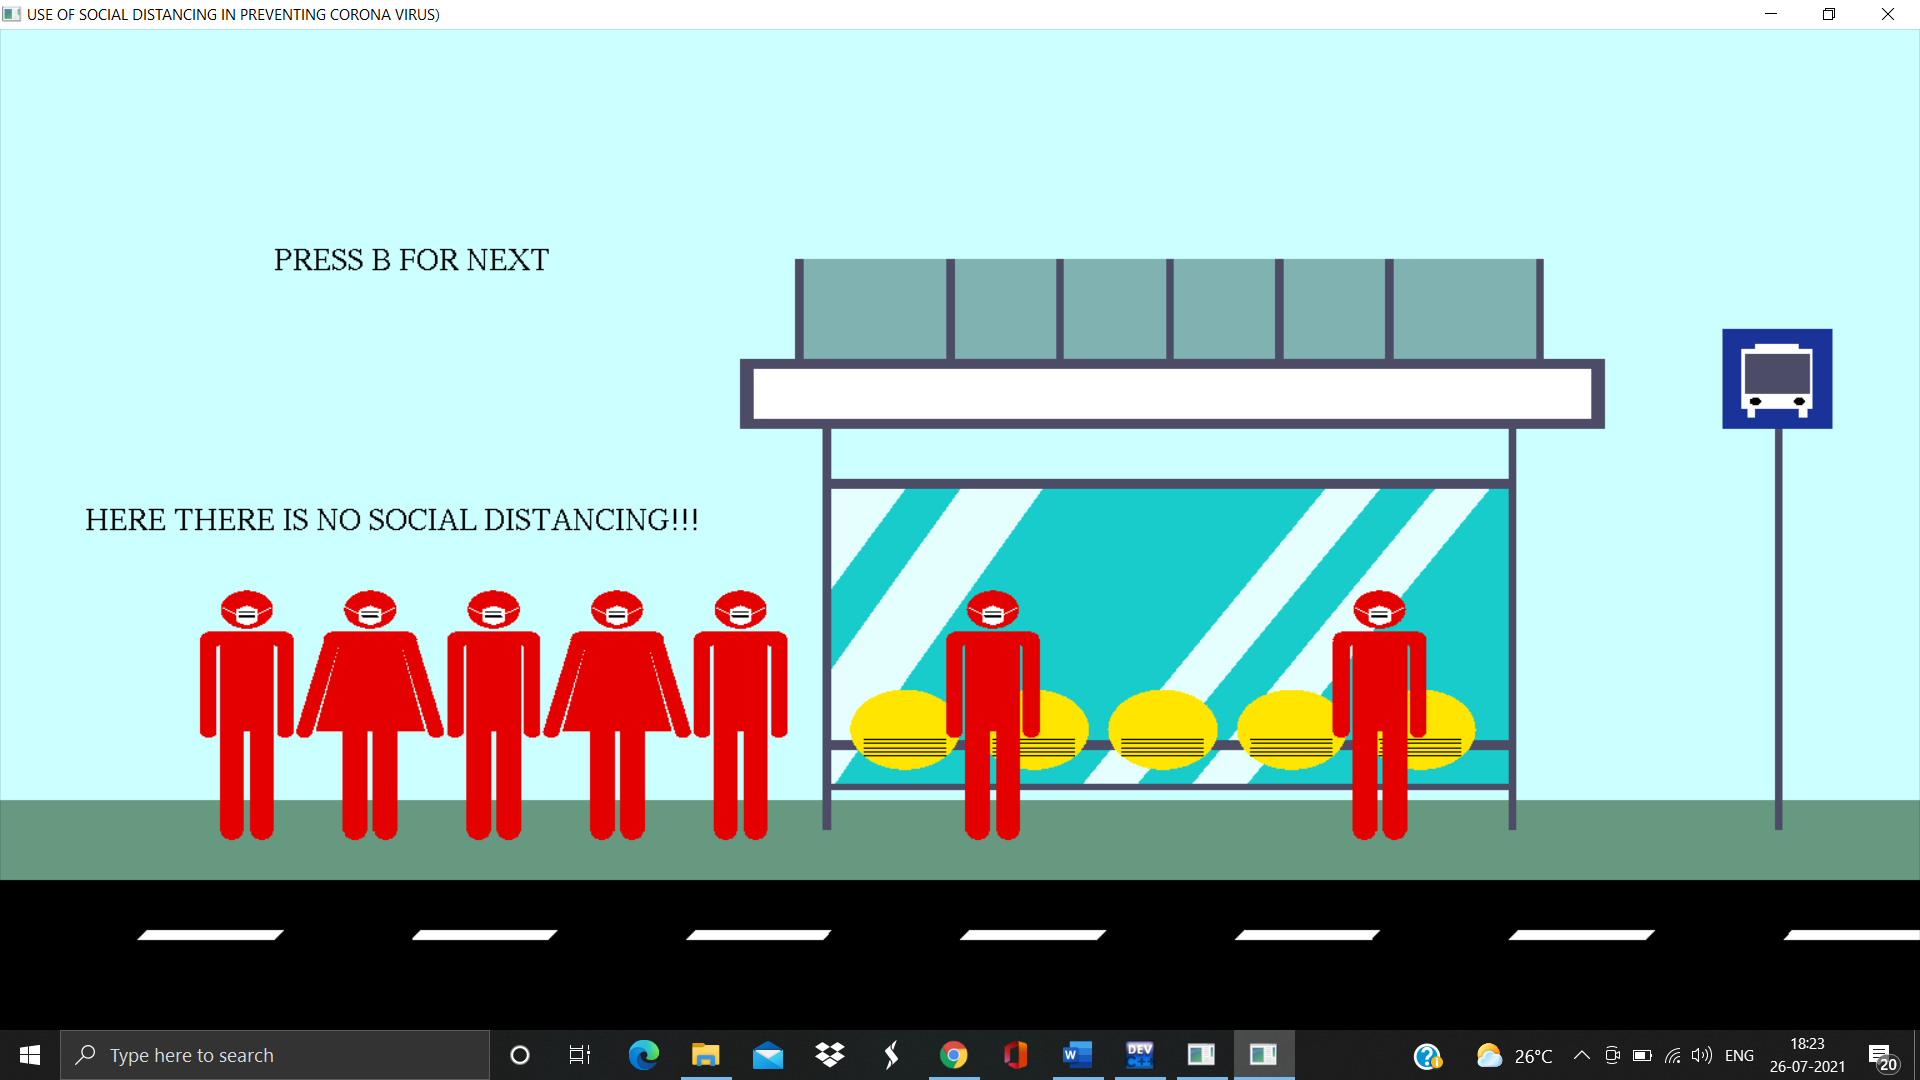 USE OF SOCIAL DISTANCING IN PREVENTING CORONA VIRUS)
PRESS B FOR NEXT
HERE THERE IS NO SOCIAL DISTANCING!!!
Type here to search
W
DEV
C++
26°C
ENG
18:23
26-07-2021
20